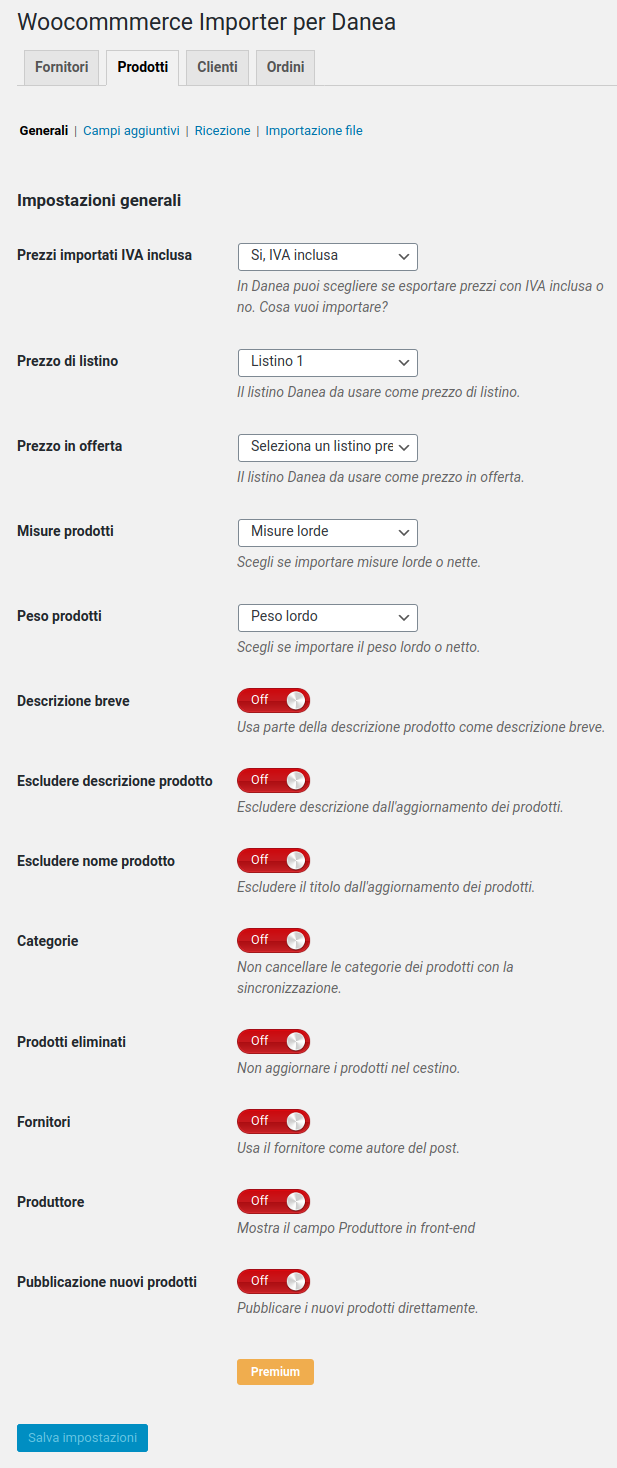 Woocommmerce Importer per Danea
Fornitori Prodotti Clienti Ordini
Generali | Campi aggiuntivi | Ricezione | Importazione file
Impostazioni generali
Prezzi importati IVA inclusa
Si, IVA inclusa
In Danea puoi scegliere se esportare prezzi con IVA inclusa o
no. Cosa vuoi importare?
Prezzo di listino
Listino 1
Il listino Danea da usare come prezzo di listino.
Prezzo in offerta
Seleziona un listino pre
Il listino Danea da usare come prezzo in offerta.
Misure prodotti
Misure lorde
Scegli se importare misure lorde o nette.
Peso prodotti
Peso lordo
Scegli se importare il peso lordo o netto.
Descrizione breve
Off
Usa parte della descrizione prodotto come descrizione breve.
Escludere descrizione prodotto
Off
Escludere descrizione dall'aggiornamento dei prodotti.
Escludere nome prodotto
Off
Escludere il titolo dall'aggiornamento dei prodotti.
Categorie
Off
Non cancellare le categorie dei prodotti con la
sincronizzazione.
Prodotti eliminati
Off
Non aggiornare i prodotti nel cestino.
Fornitori
Off
Usa il fornitore come autore del post.
Produttore
Off
Mostra il campo Produttore in front-end
Pubblicazione nuovi prodotti
Off
Pubblicare i nuovi prodotti direttamente.
Premium
Salva impostazioni